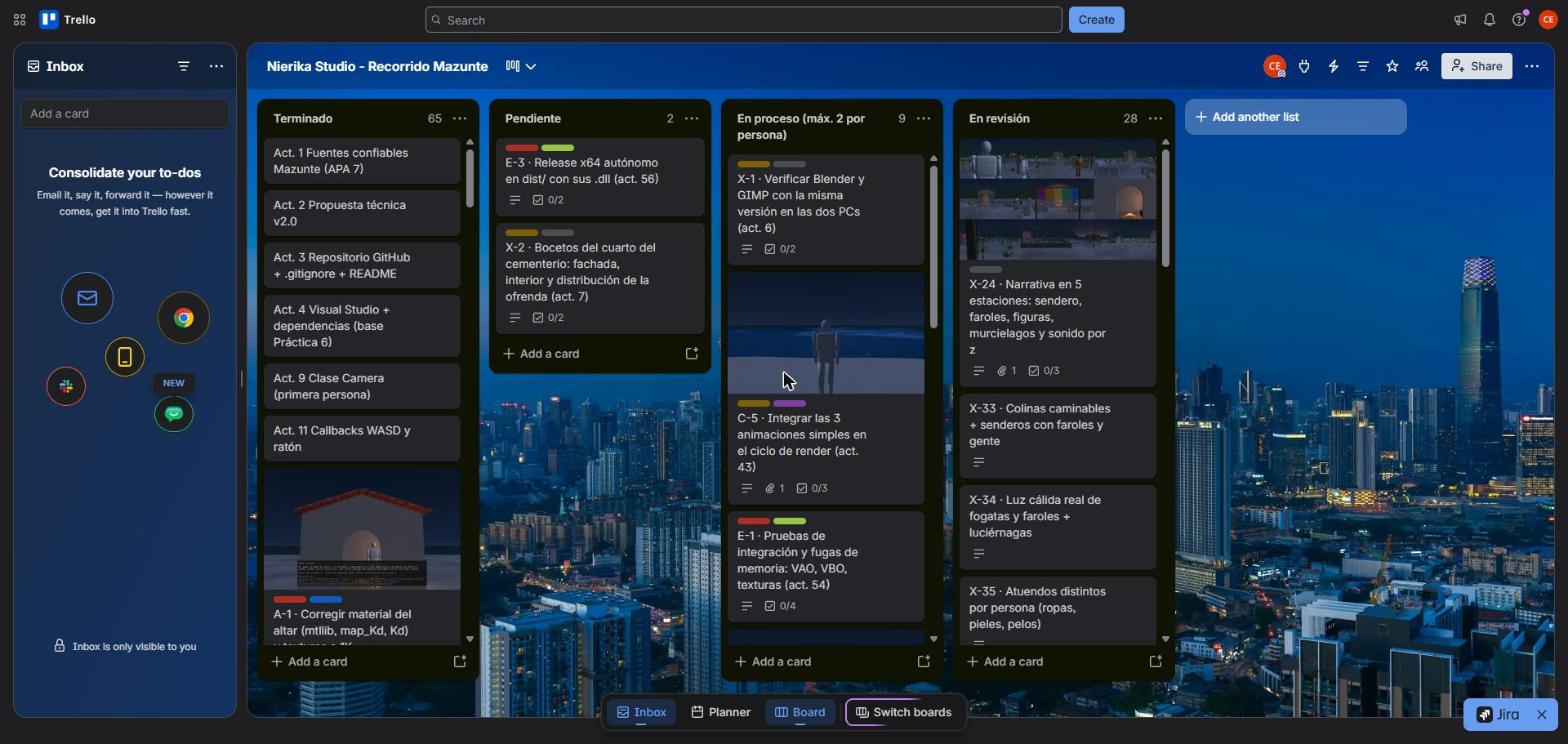 Trello
Search
Create
CE
Inbox
Add a card
Consolidate your to-dos
Email it, say it, forward it — however it
comes, get it into Trello fast.
NEW
Inbox is only visible to you
Nierika Studio - Recorrido Mazunte
CE
Share
Terminado
65
Act. 1 Fuentes confiables
Mazunte (APA 7)
Act. 2 Propuesta técnica
v2.0
Act. 3 Repositorio GitHub
+ .gitignore + README
Act. 4 Visual Studio +
dependencias (base
Práctica 6)
Act. 9 Clase Camera
(primera persona)
Act. 11 Callbacks WASD y
ratón
A-1 · Corregir material del
altar (mtllib, map_Kd, Kd)
Add a card
Pendiente
2
E-3 · Release x64 autónomo
en dist/ con sus .dll (act. 56)
0/2
X-2 · Bocetos del cuarto del
cementerio: fachada,
interior y distribución de la
ofrenda (act. 7)
0/2
Add a card
En proceso (máx. 2 por
persona)
9
X-1 · Verificar Blender y
GIMP con la misma
versión en las dos PCs
(act. 6)
0/2
C-5 · Integrar las 3
animaciones simples en
el ciclo de render (act.
43)
1
0/3
E-1 · Pruebas de
integración y fugas de
memoria: VAO, VBO,
texturas (act. 54)
0/4
Add a card
En revisión
28
X-24 · Narrativa en 5
estaciones: sendero,
faroles, figuras,
murcielagos y sonido por
z
1
0/3
X-33 · Colinas caminables
+ senderos con faroles y
gente
X-34 · Luz cálida real de
fogatas y faroles +
luciérnagas
X-35 · Atuendos distintos
por persona (ropas,
pieles, pelos)
Add a card
Add another list
Inbox
Planner
Board
Switch boards
Jira